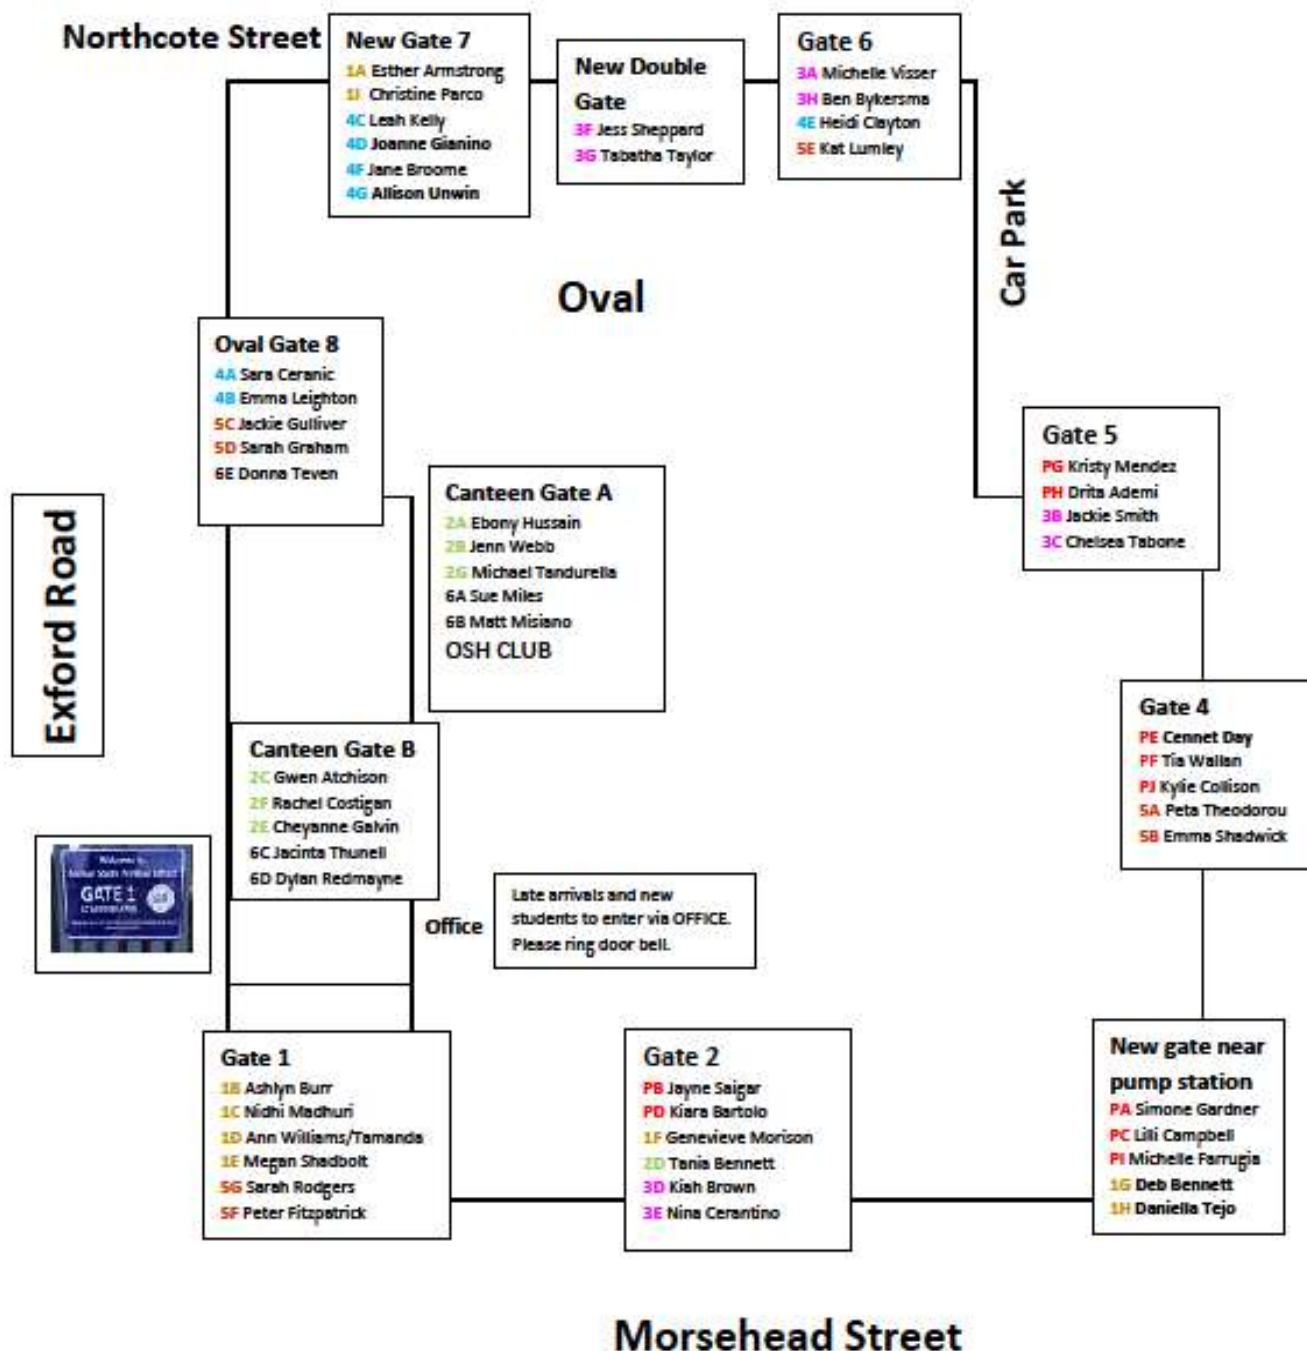 Northcote Street
New Gate 7
1A Esther Armstrong
1I Christine Parco
4C Leah Kelly
4D Joanne Gianino
4F Jane Broome
4G Allison Unwin
New Double
Gate
3F Jess Sheppard
3G Tabatha Taylor
Gate 6
3A Michelle Visser
3H Ben Bykersma
4E Heidi Clayton
5E Kat Lumley
Car Park
Oval
Oval Gate 8
4A Sara Ceranic
4B Emma Leighton
5C Jackie Gulliver
5D Sarah Graham
6E Donna Teven
Gate 5
PG Kristy Mendez
PH Drita Ademi
3B Jackie Smith
3C Chelsea Tabone
Exford Road
Canteen Gate A
2A Ebony Hussain
2B Jenn Webb
2G Michael Tandurella
6A Sue Miles
6B Matt Misiano
OSH CLUB
Gate 4
PE Cennet Day
PF Tia Wallan
PJ Kylie Collison
5A Peta Theodorou
5B Emma Shadwick
Canteen Gate B
2C Gwen Atchison
2F Rachel Costigan
2E Cheyanne Galvin
6C Jacinta Thunell
6D Dylan Redmayne
Welcome to
GATE 1
Office
Late arrivals and new
students to enter via OFFICE.
Please ring door bell.
Gate 1
1B Ashlyn Burr
1C Nidhi Madhuri
1D Ann Williams/Tamanda
1E Megan Shadbolt
5G Sarah Rodgers
5F Peter Fitzpatrick
Gate 2
PB Jayne Saigar
PD Kiara Bartolo
1F Genevieve Morison
2D Tania Bennett
3D Kiah Brown
3E Nina Cerantino
New gate near
pump station
PA Simone Gardner
PC Lilli Campbell
PI Michelle Farrugia
1G Deb Bennett
1H Daniella Tejo
Morsehead Street